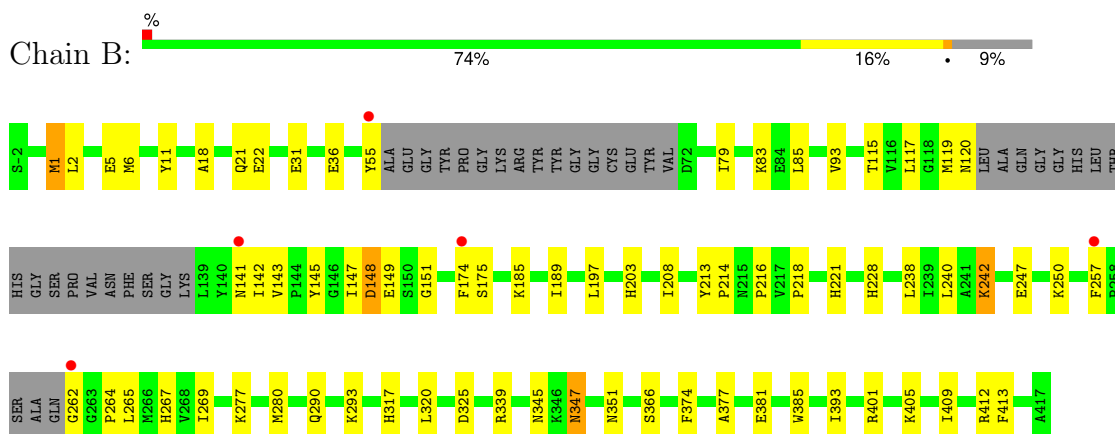 %
Chain B:
74% 16% • 9%
S-2 M1 L2 E5 M6 Y11 A18 Q21 E22 E31 E36 Y55 ALA GLU GLY TYR PRO GLY LYS ARG TYR TYR GLY GLY CYS GLU TYR VAL D72 I79 K83 E84 L85 V93 T115 V116 L117 G118 M119 N120 LEU ALA GLN GLY GLY HIS LEU THR
HIS GLY SER PRO VAL ASN PHE SER GLY LYS L139 Y140 N141 I142 V143 P144 Y145 G146 I147 D148 E149 S150 G151 F174 S175 K185 I189 L197 H203 I208 Y213 P214 N215 P216 V217 P218 H221 H228 L238 I239 L240 A241 K242 E247 K250 F257 P258
SER ALA GLN G262 G263 P264 L265 M266 H267 V268 I269 K277 M280 Q290 K293 H317 L320 D325 R339 N345 K346 N347 N351 S366 F374 A377 E381 W385 I393 R401 K405 I409 R412 F413 A417